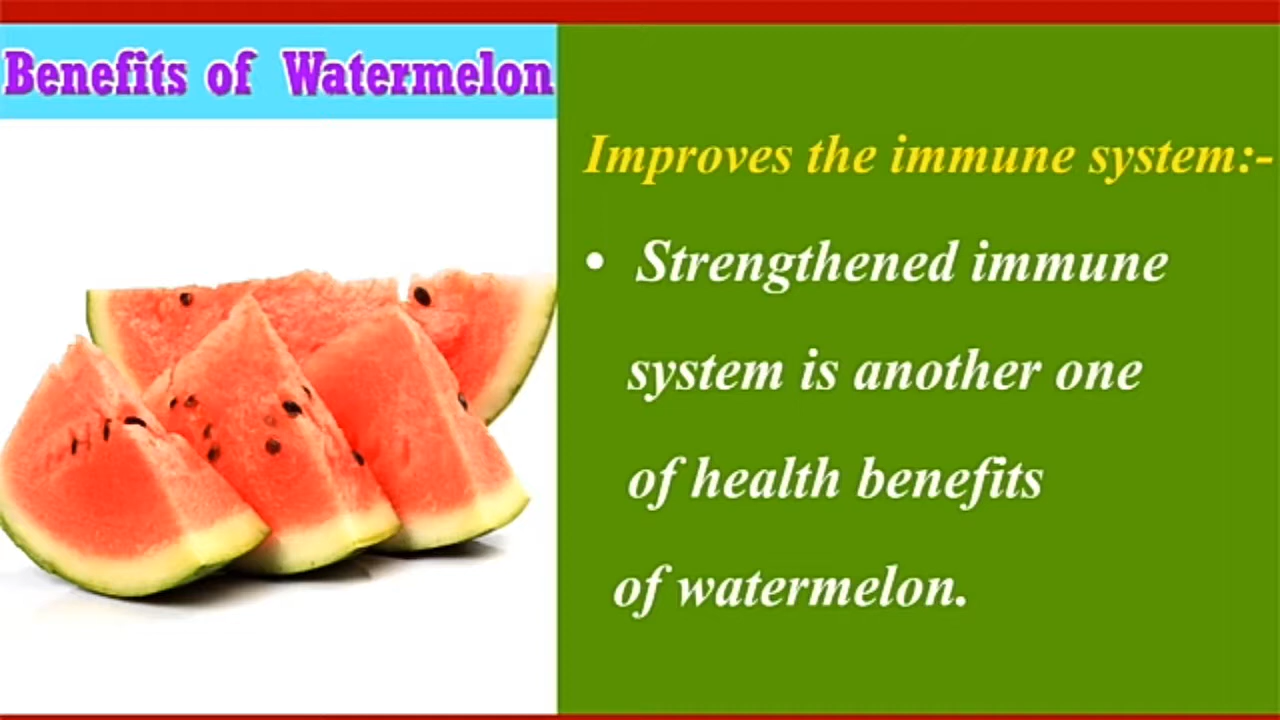 Benefits of Watermelon
Improves the immune system:-
• Strengthened immune
system is another one
of health benefits
of watermelon.